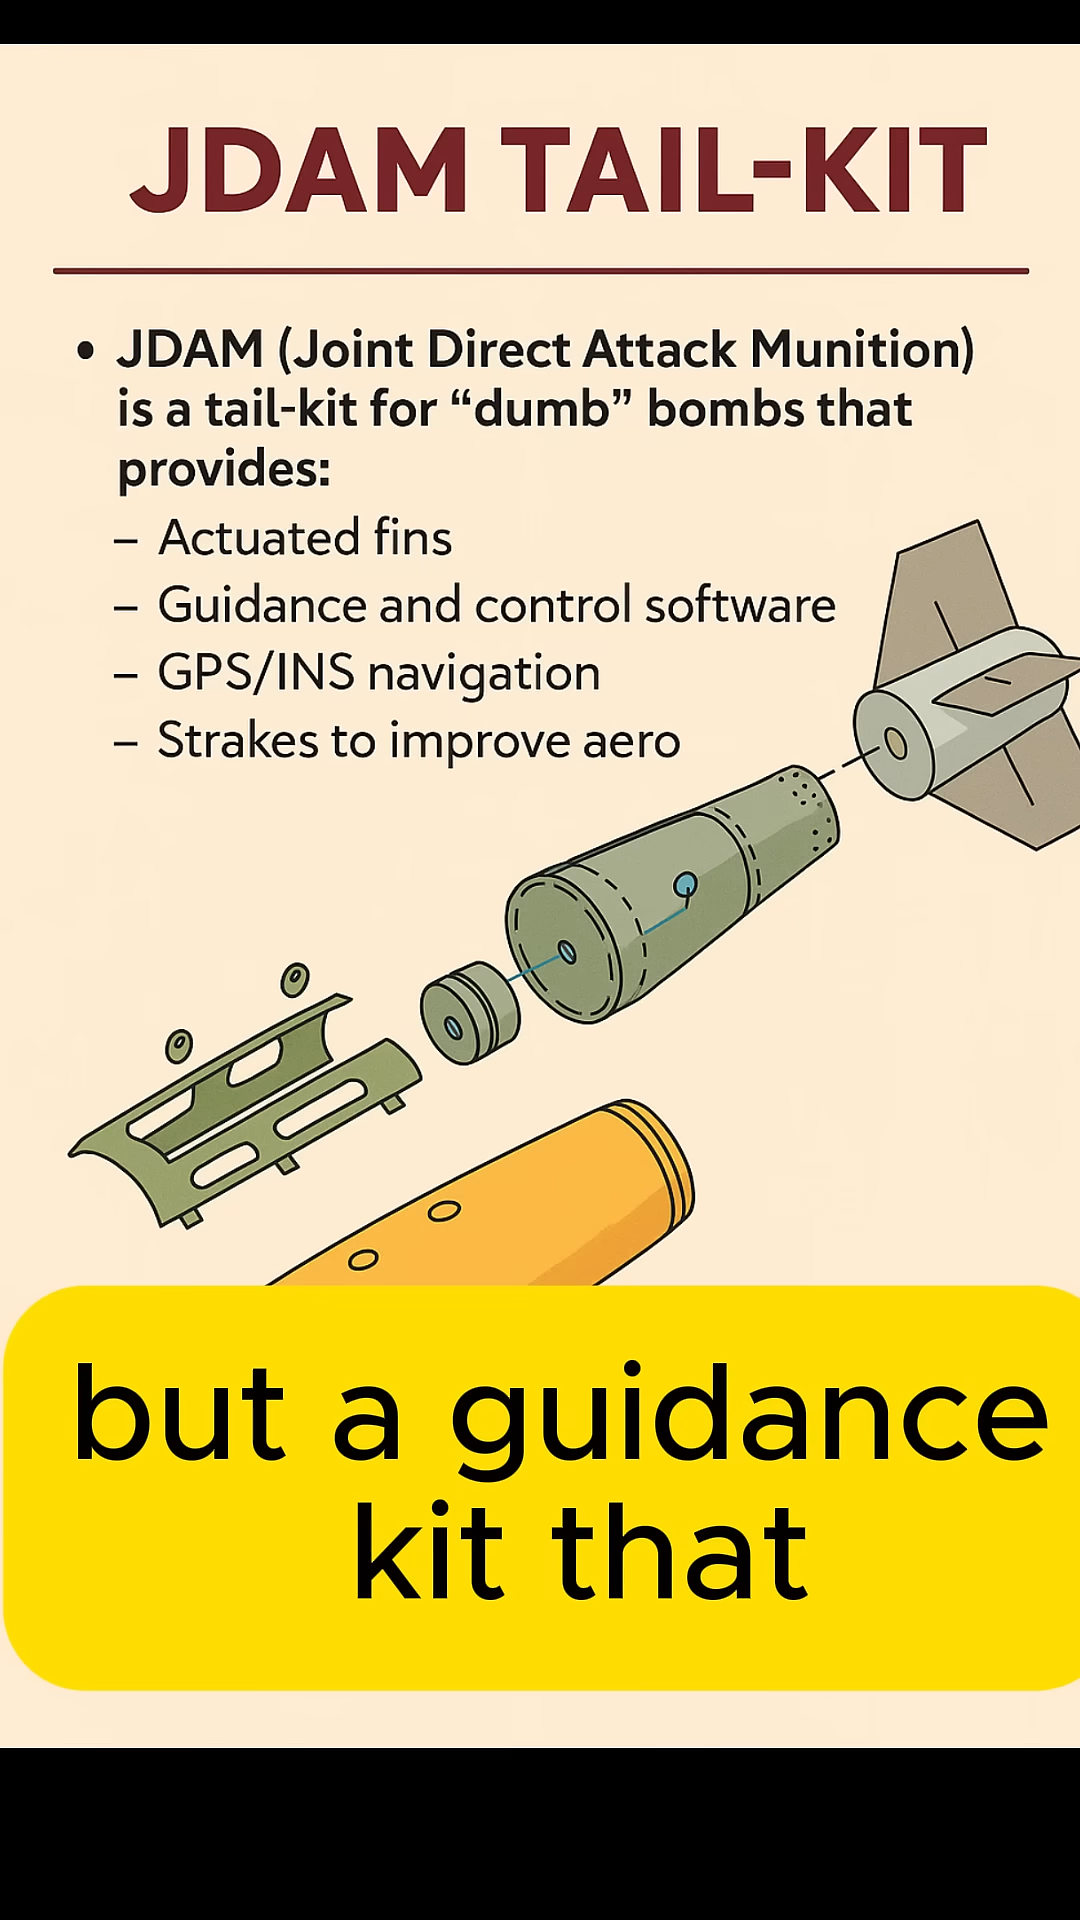 JDAM TAIL-KIT
• JDAM (Joint Direct Attack Munition)
is a tail-kit for “dumb” bombs that
provides:
– Actuated fins
– Guidance and control software
– GPS/INS navigation
– Strakes to improve aero
but a guidance
kit that